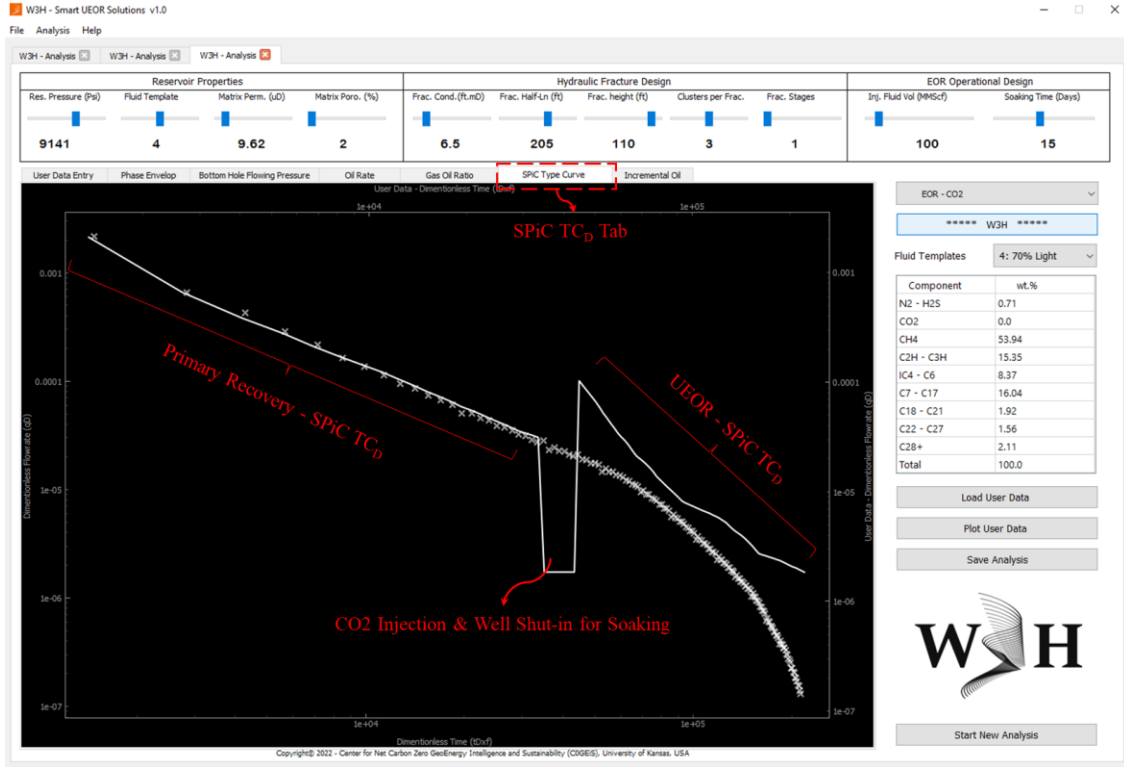 W3H - Smart UEOR Solutions v1.0
File Analysis Help
W3H - Analysis W3H - Analysis W3H - Analysis
Reservoir Properties Hydraulic Fracture Design EOR Operational Design
Res. Pressure (Psi) Fluid Template Matrix Perm. (uD) Matrix Poro. (%) Frac. Cond.(ft.mD) Frac. Half-Ln (ft) Frac. height (ft) Clusters per Frac. Frac. Stages Inj. Fluid Vol (MMScf) Soaking Time (Days)
9141 4 9.62 2 6.5 205 110 3 1 100 15
User Data Entry Phase Envelop Bottom Hole Flowing Pressure Oil Rate Gas Oil Ratio SPiC Type Curve Incremental Oil
User Data - Dimentionless Time (tDxf)
1e+04 1e+05
SPiC TCD Tab
0.001 0.001
Primary Recovery - SPiC TCD
0.0001 0.0001
UEOR - SPiC TCD
Dimentionless Flowrate (qD)
User Data - Dimentionless Flowrate (qD)
1e-05 1e-05
1e-06 1e-06
CO2 Injection & Well Shut-in for Soaking
1e-07 1e-07
1e+04 1e+05
Dimentionless Time (tDxf)
Copyright© 2022 - Center for Net Carbon Zero GeoEnergy Intelligence and Sustainability (C0GEiS), University of Kansas, USA
EOR - CO2
***** W3H *****
Fluid Templates 4: 70% Light
Component wt.%
N2 - H2S 0.71
CO2 0.0
CH4 53.94
C2H - C3H 15.35
IC4 - C6 8.37
C7 - C17 16.04
C18 - C21 1.92
C22 - C27 1.56
C28+ 2.11
Total 100.0
Load User Data
Plot User Data
Save Analysis
W3H
Start New Analysis